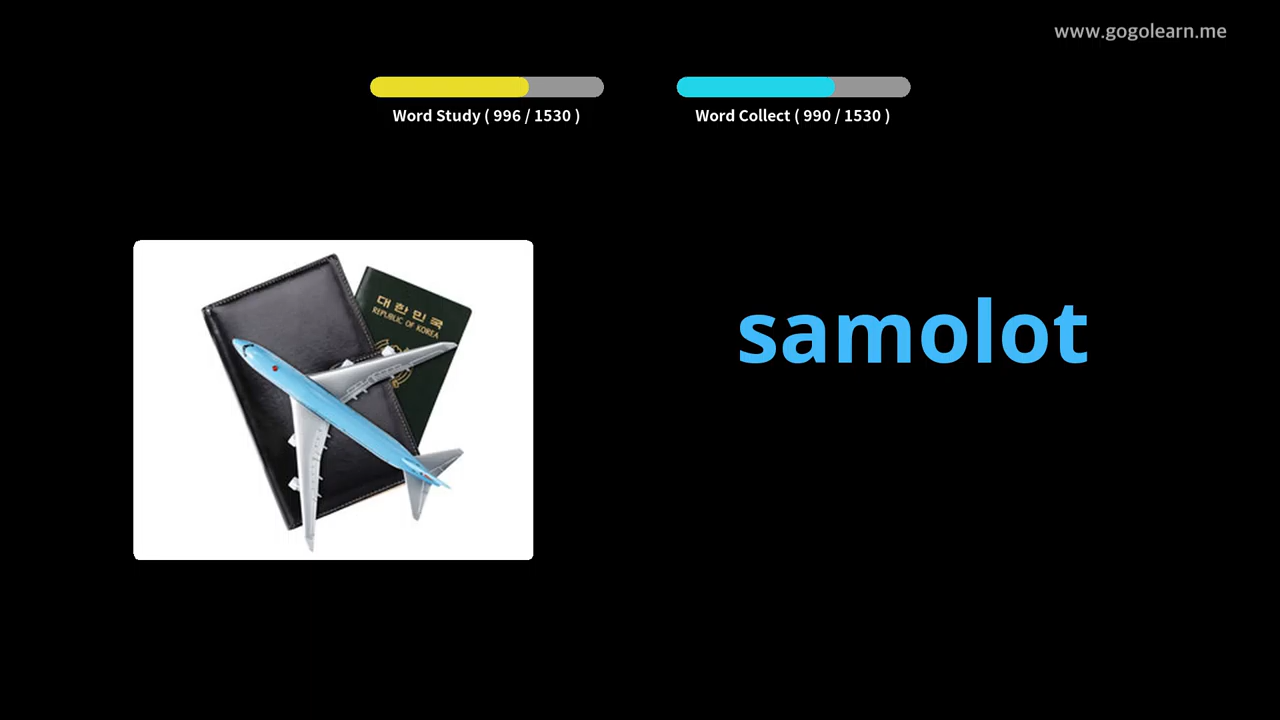 www.gogolearn.me
Word Study ( 996 / 1530 )
Word Collect ( 990 / 1530 )
대한민국
REPUBLIC OF KOREA
samolot